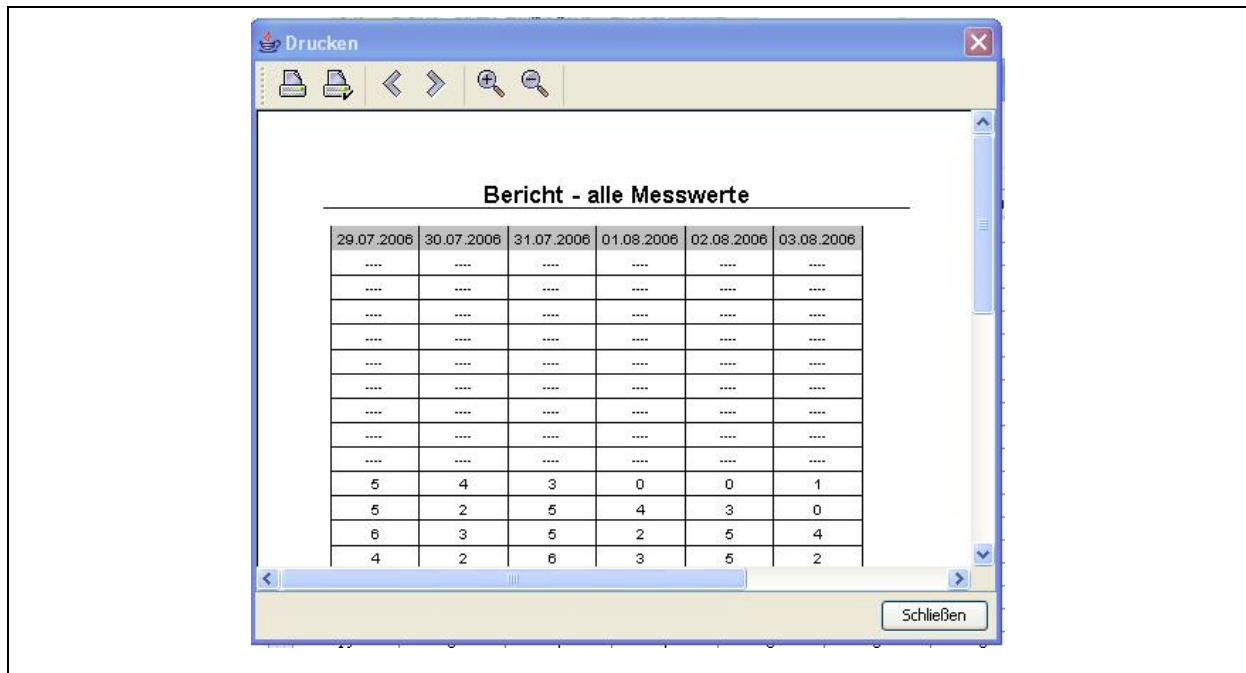 Drucken
Bericht - alle Messwerte
29.07.2006 30.07.2006 31.07.2006 01.08.2006 02.08.2006 03.08.2006
---- ---- ---- ---- ---- ----
---- ---- ---- ---- ---- ----
---- ---- ---- ---- ---- ----
---- ---- ---- ---- ---- ----
---- ---- ---- ---- ---- ----
---- ---- ---- ---- ---- ----
---- ---- ---- ---- ---- ----
---- ---- ---- ---- ---- ----
---- ---- ---- ---- ---- ----
5 4 3 0 0 1
5 2 5 4 3 0
6 3 5 2 5 4
4 2 6 3 5 2
Schließen